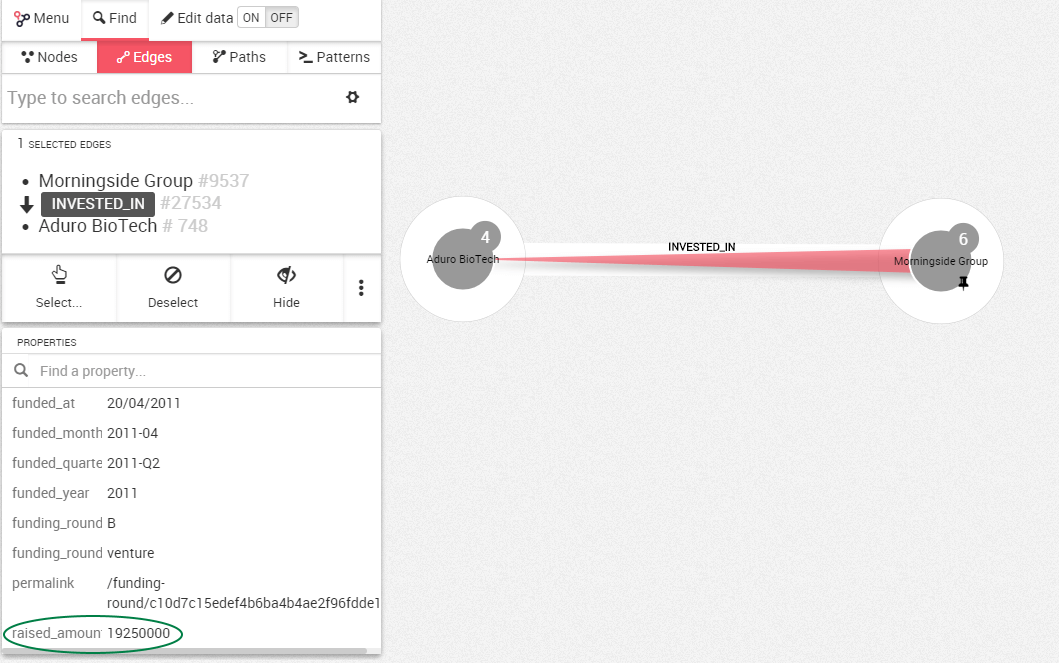 Menu Find Edit data ON OFF
Nodes Edges Paths Patterns
Type to search edges...
1 SELECTED EDGES
Morningside Group #9537
INVESTED_IN #27534
Aduro BioTech # 748
Select... Deselect Hide
PROPERTIES
Find a property...
funded_at 20/04/2011
funded_month 2011-04
funded_quarte 2011-Q2
funded_year 2011
funding_round B
funding_round venture
permalink /funding-
round/c10d7c15edef4b6ba4b4ae2f96fdde1
raised_amoun 19250000
4
Aduro BioTech
INVESTED_IN
6
Morningside Group